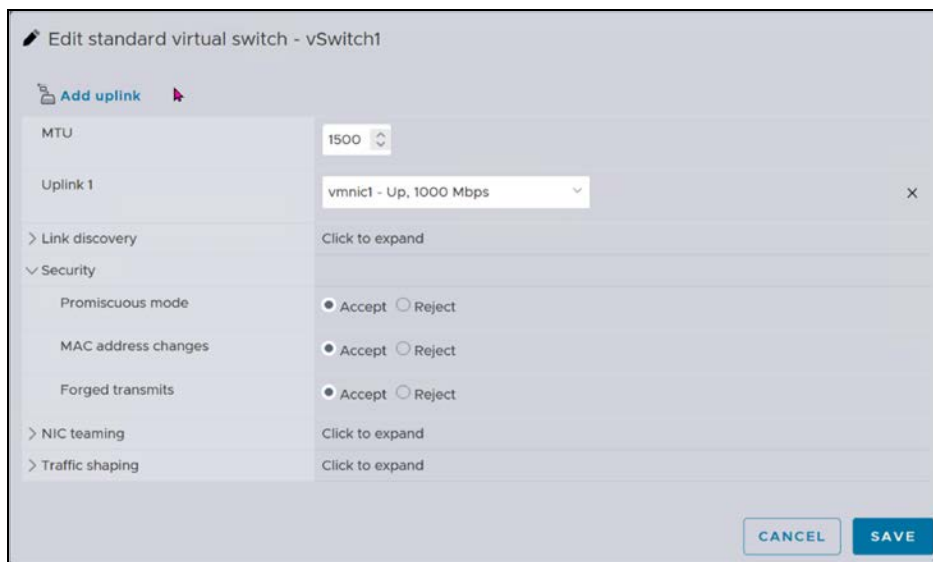 Edit standard virtual switch - vSwitch1
Add uplink
MTU 1500
Uplink 1 vmnic1 - Up, 1000 Mbps
Link discovery Click to expand
Security
Promiscuous mode Accept Reject
MAC address changes Accept Reject
Forged transmits Accept Reject
NIC teaming Click to expand
Traffic shaping Click to expand
CANCEL SAVE